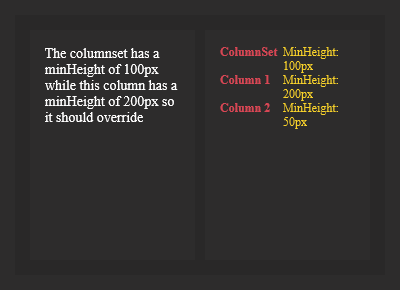 The columnset has a
minHeight of 100px
while this column has a
minHeight of 200px so
it should override
ColumnSet MinHeight:
100px
Column 1 MinHeight:
200px
Column 2 MinHeight:
50px